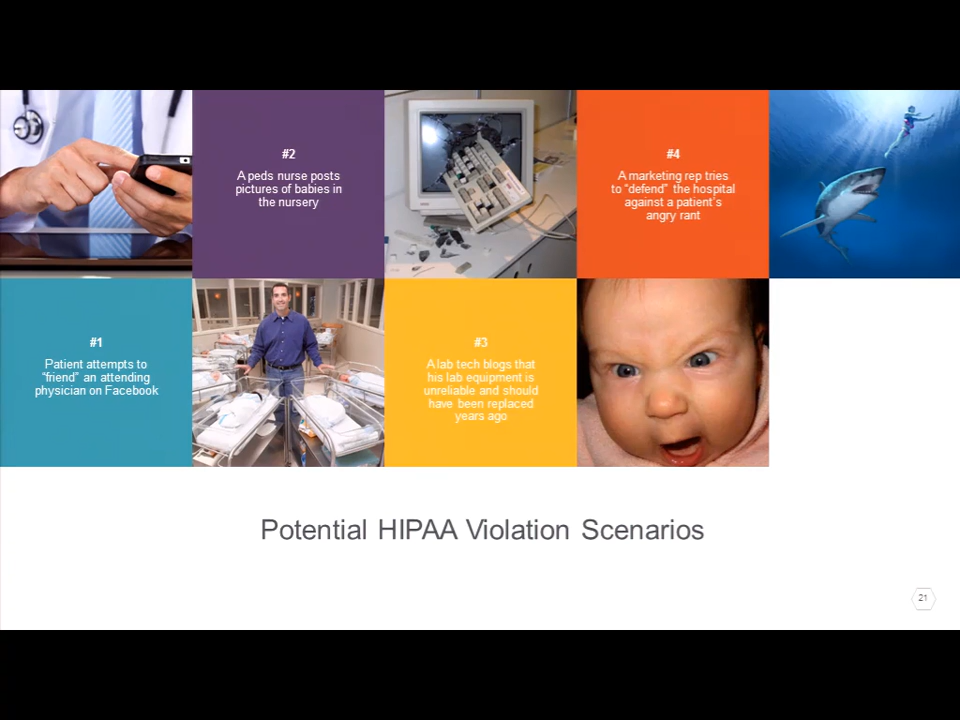 #2
A peds nurse posts
pictures of babies in
the nursery
#4
A marketing rep tries
to “defend” the hospital
against a patient’s
angry rant
#1
Patient attempts to
“friend” an attending
physician on Facebook
#3
A lab tech blogs that
his lab equipment is
unreliable and should
have been replaced
years ago
Potential HIPAA Violation Scenarios
21